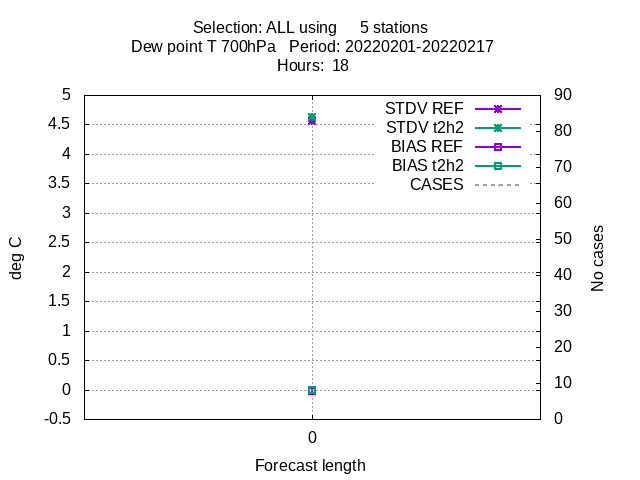 Selection: ALL using 5 stations
Dew point T 700hPa Period: 20220201-20220217
Hours: 18
5
4.5
4
3.5
3
2.5
2
1.5
1
0.5
0
-0.5
deg C
90
80
70
60
50
40
30
20
10
0
No cases
STDV REF
STDV t2h2
BIAS REF
BIAS t2h2
CASES
0
Forecast length